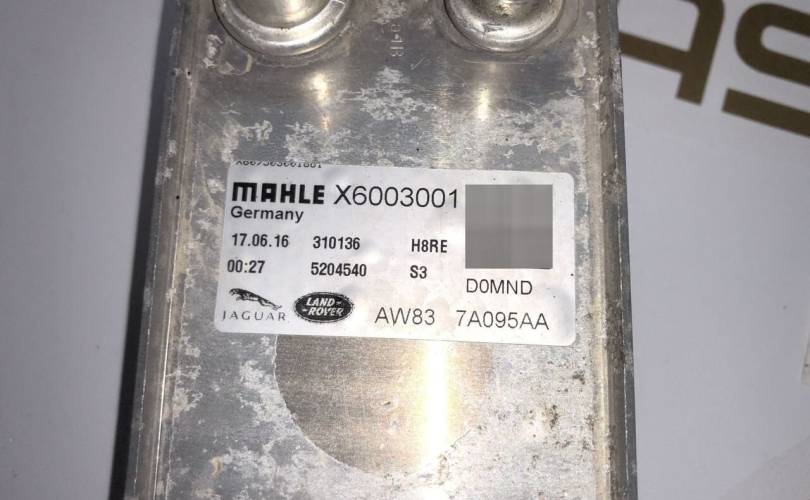 MAHLE X6003001
Germany
17.06.16 310136 H8RE
00:27 5204540 S3
D0MND
JAGUAR
LAND-
-ROVER
AW83 7A095AA